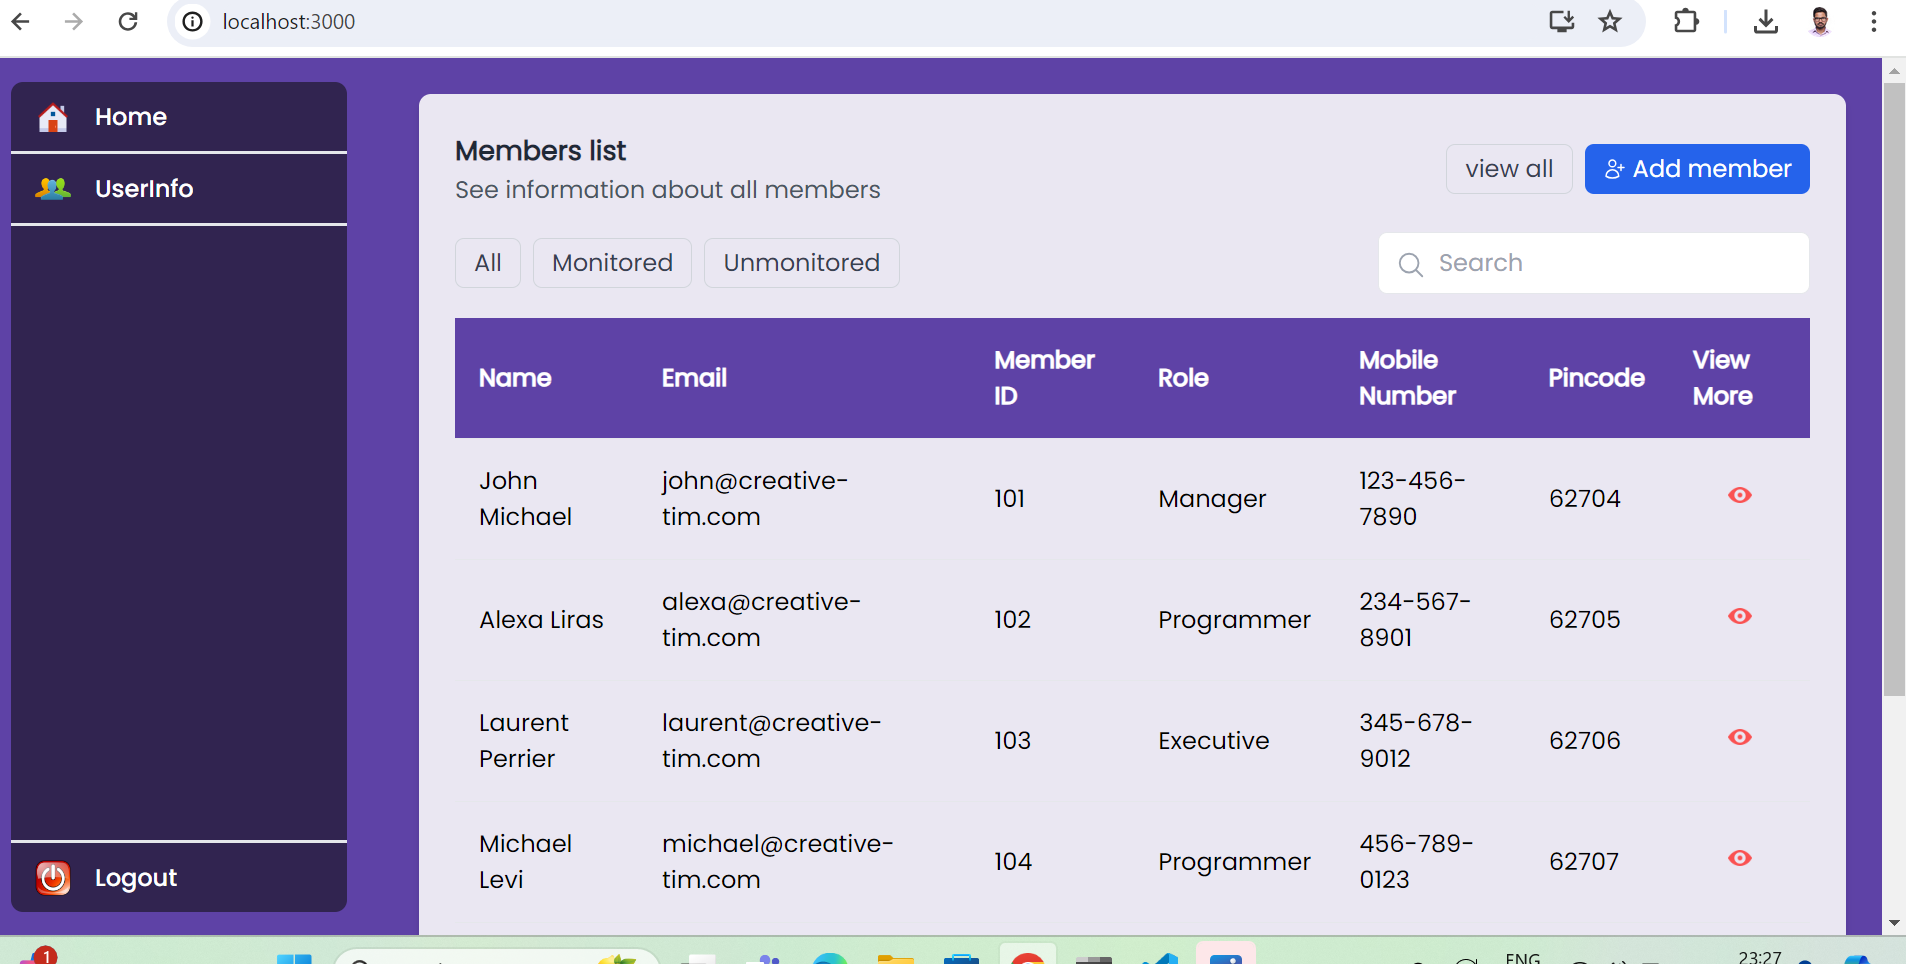 localhost:3000
Home
UserInfo
Logout
Members list
See information about all members
view all
Add member
All
Monitored
Unmonitored
Search
Name Email Member ID Role Mobile Number Pincode View More
John Michael john@creative-tim.com 101 Manager 123-456-7890 62704
Alexa Liras alexa@creative-tim.com 102 Programmer 234-567-8901 62705
Laurent Perrier laurent@creative-tim.com 103 Executive 345-678-9012 62706
Michael Levi michael@creative-tim.com 104 Programmer 456-789-0123 62707
1
ENG
23:27